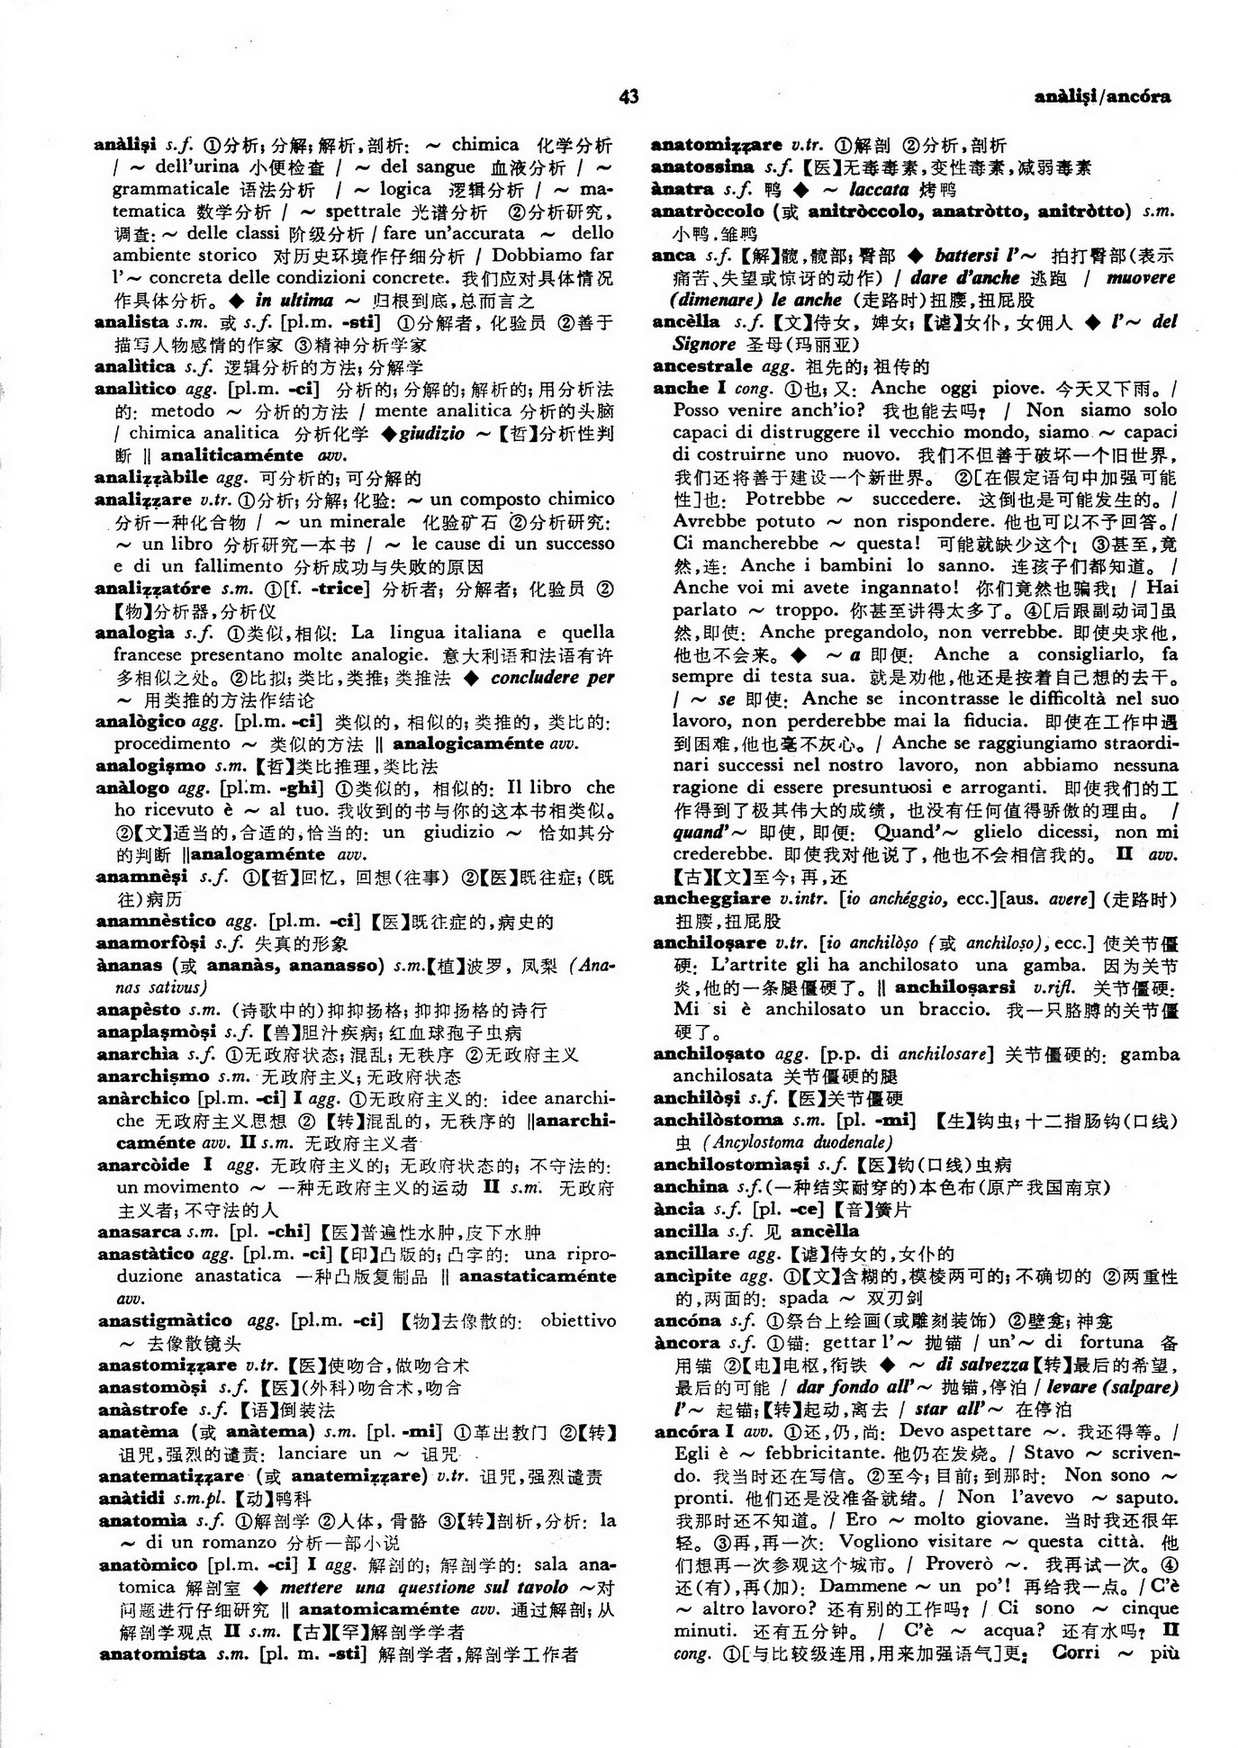 43
anàlişi/ancóra
anàlişi s.f. ①分析; 分解; 解析, 剖析: ~ chimica 化学分析
/ ~ dell'urina 小便检查 / ~ del sangue 血液分析 / ~
grammaticale 语法分析 / ~ logica 逻辑分析 / ~ ma-
tematica 数学分析 / ~ spettrale 光谱分析 ②分析研究,
调查: ~ delle classi 阶级分析 / fare un'accurata ~ dello
ambiente storico 对历史环境作仔细分析 / Dobbiamo far
l'~ concreta delle condizioni concrete. 我们应对具体情况
作具体分析。◆ in ultima ~ 归根到底, 总而言之
analista s.m. 或 s.f. [pl.m. -sti] ①分解者, 化验员 ②善于
描写人物感情的作家 ③精神分析学家
analìtica s.f. 逻辑分析的方法; 分解学
analìtico agg. [pl.m. -ci] 分析的; 分解的; 解析的; 用分析法
的: metodo ~ 分析的方法 / mente analitica 分析的头脑
/ chimica analitica 分析化学 ◆giudizio ~【哲】分析性判
断 ‖ analiticaménte avv.
analiẓẓàbile agg. 可分析的; 可分解的
analiẓẓare v.tr. ①分析; 分解; 化验: ~ un composto chimico
分析一种化合物 / ~ un minerale 化验矿石 ②分析研究:
~ un libro 分析研究一本书 / ~ le cause di un successo
e di un fallimento 分析成功与失败的原因
analiẓẓatóre s.m. ①[f. -trice] 分析者; 分解者; 化验员 ②
【物】分析器, 分析仪
analogìa s.f. ①类似, 相似: La lingua italiana e quella
francese presentano molte analogie. 意大利语和法语有许
多相似之处。②比拟; 类比, 类推; 类推法 ◆ concludere per
~ 用类推的方法作结论
analògico agg. [pl.m. -ci] 类似的, 相似的; 类推的, 类比的:
procedimento ~ 类似的方法 ‖ analogicaménte avv.
analogişmo s.m.【哲】类比推理, 类比法
anàlogo agg. [pl.m. -ghi] ①类似的, 相似的: Il libro che
ho ricevuto è ~ al tuo. 我收到的书与你的这本书相类似。
②【文】适当的, 合适的, 恰当的: un giudizio ~ 恰如其分
的判断 ‖analogaménte avv.
anamnèşi s.f. ①【哲】回忆, 回想(往事) ②【医】既往症; (既
往)病历
anamnèstico agg. [pl.m. -ci]【医】既往症的, 病史的
anamorfòşi s.f. 失真的形象
ànanas (或 ananàs, ananasso) s.m.【植】波罗, 凤梨 (Ana-
nas sativus)
anapèsto s.m. (诗歌中的)抑抑扬格; 抑抑扬格的诗行
anaplaşmòşi s.f.【兽】胆汁疾病; 红血球孢子虫病
anarchìa s.f. ①无政府状态; 混乱; 无秩序 ②无政府主义
anarchişmo s.m. 无政府主义; 无政府状态
anàrchico [pl.m. -ci] I agg. ①无政府主义的: idee anarchi-
che 无政府主义思想 ②【转】混乱的, 无秩序的 ‖anarchi-
caménte avv. II s.m. 无政府主义者
anarcòide I agg. 无政府主义的; 无政府状态的; 不守法的:
un movimento ~ 一种无政府主义的运动 II s.m. 无政府
主义者; 不守法的人
anasarca s.m. [pl. -chi]【医】普遍性水肿, 皮下水肿
anastàtico agg. [pl.m. -ci]【印】凸版的; 凸字的: una ripro-
duzione anastatica 一种凸版复制品 ‖ anastaticaménte
avv.
anastigmàtico agg. [pl.m. -ci]【物】去像散的: obiettivo
~ 去像散镜头
anastomiẓẓare v.tr.【医】使吻合, 做吻合术
anastomòşi s.f.【医】(外科)吻合术, 吻合
anàstrofe s.f.【语】倒装法
anatèma (或 anàtema) s.m. [pl. -mi] ①革出教门 ②【转】
诅咒, 强烈的谴责: lanciare un ~ 诅咒
anatematiẓẓare (或 anatemiẓẓare) v.tr. 诅咒, 强烈谴责
anàtidi s.m.pl.【动】鸭科
anatomìa s.f. ①解剖学 ②人体, 骨骼 ③【转】剖析, 分析: la
~ di un romanzo 分析一部小说
anatòmico [pl.m. -ci] I agg. 解剖的; 解剖学的: sala ana-
tomica 解剖室 ◆ mettere una questione sul tavolo ~对
问题进行仔细研究 ‖ anatomicaménte avv. 通过解剖; 从
解剖学观点 II s.m.【古】【罕】解剖学学者
anatomista s.m. [pl. m. -sti] 解剖学者, 解剖学工作者
anatomiẓẓare v.tr. ①解剖 ②分析, 剖析
anatossina s.f.【医】无毒毒素, 变性毒素, 减弱毒素
ànatra s.f. 鸭 ◆ ~ laccata 烤鸭
anatròccolo (或 anitròccolo, anatròtto, anitròtto) s.m.
小鸭, 雏鸭
anca s.f.【解】髋, 髋部; 臀部 ◆ battersi l'~ 拍打臀部(表示
痛苦、失望或惊讶的动作) / dare d'anche 逃跑 / muovere
(dimenare) le anche (走路时)扭腰, 扭屁股
ancèlla s.f.【文】侍女, 婢女;【谑】女仆, 女佣人 ◆ l'~ del
Signore 圣母(玛丽亚)
ancestrale agg. 祖先的; 祖传的
anche I cong. ①也; 又: Anche oggi piove. 今天又下雨。/
Posso venire anch'io? 我也能去吗? / Non siamo solo
capaci di distruggere il vecchio mondo, siamo ~ capaci
di costruirne uno nuovo. 我们不但善于破坏一个旧世界,
我们还将善于建设一个新世界。 ②[在假定语句中加强可能
性]也: Potrebbe ~ succedere. 这倒也是可能发生的。/
Avrebbe potuto ~ non rispondere. 他也可以不予回答。/
Ci mancherebbe ~ questa! 可能就缺少这个! ③甚至, 竟
然, 连: Anche i bambini lo sanno. 连孩子们都知道。 /
Anche voi mi avete ingannato! 你们竟然也骗我! / Hai
parlato ~ troppo. 你甚至讲得太多了。④[后跟副动词]虽
然, 即使: Anche pregandolo, non verrebbe. 即使央求他,
他也不会来。◆ ~ a 即便: Anche a consigliarlo, fa
sempre di testa sua. 就是劝他, 他还是按着自己想的去干。
/ ~ se 即使: Anche se incontrasse le difficoltà nel suo
lavoro, non perderebbe mai la fiducia. 即使在工作中遇
到困难, 他也毫不灰心。/ Anche se raggiungiamo straordi-
nari successi nel nostro lavoro, non abbiamo nessuna
ragione di essere presuntuosi e arroganti. 即使我们的工
作得到了极其伟大的成绩, 也没有任何值得骄傲的理由。 /
quand'~ 即使, 即便: Quand'~ glielo dicessi, non mi
crederebbe. 即使我对他说了, 他也不会相信我的。 II avv.
【古】【文】至今; 再, 还
ancheggiare v.intr. [io anchéggio, ecc.][aus. avere] (走路时)
扭腰, 扭屁股
anchiloşare v.tr. [io anchilòşo (或 anchiloso), ecc.] 使关节僵
硬: L'artrite gli ha anchilosato una gamba. 因为关节
炎, 他的一条腿僵硬了。‖ anchiloşarsi v.rifl. 关节僵硬:
Mi si è anchilosato un braccio. 我一只胳膊的关节僵
硬了。
anchiloşato agg. [p.p. di anchilosare] 关节僵硬的: gamba
anchilosata 关节僵硬的腿
anchilòşi s.f.【医】关节僵硬
anchilòstoma s.m. [pl. -mi] 【生】钩虫; 十二指肠钩(口线)
虫 (Ancylostoma duodenale)
anchilostomìaşi s.f.【医】钩(口线)虫病
anchina s.f. (一种结实耐穿的)本色布(原产我国南京)
ància s.f. [pl. -ce]【音】簧片
ancilla s.f. 见 ancèlla
ancillare agg.【谑】侍女的, 女仆的
ancìpite agg. ①【文】含糊的, 模棱两可的; 不确切的 ②两重性
的, 两面的: spada ~ 双刃剑
ancóna s.f. ①祭台上绘画(或雕刻装饰) ②壁龛; 神龛
àncora s.f. ①锚: gettar l'~ 抛锚 / un'~ di fortuna 备
用锚 ②【电】电枢, 衔铁 ◆ ~ di salvezza【转】最后的希望,
最后的可能 / dar fondo all'~ 抛锚, 停泊 / levare (salpare)
l'~ 起锚;【转】起动, 离去 / star all'~ 在停泊
ancóra I avv. ①还, 仍, 尚: Devo aspettare ~. 我还得等。/
Egli è ~ febbricitante. 他仍在发烧。/ Stavo ~ scriven-
do. 我当时还在写信。②至今; 目前; 到那时: Non sono ~
pronti. 他们还是没准备就绪。/ Non l'avevo ~ saputo.
我那时还不知道。/ Ero ~ molto giovane. 当时我还很年
轻。③再, 再一次: Vogliono visitare ~ questa città. 他
们想再一次参观这个城市。/ Proverò ~. 我再试一次。④
还(有), 再(加): Dammene ~ un po'! 再给我一点。/ C'è
~ altro lavoro? 还有别的工作吗? / Ci sono ~ cinque
minuti. 还有五分钟。 / C'è ~ acqua? 还有水吗? II
cong. ①[与比较级连用, 用来加强语气]更: Corri ~ più